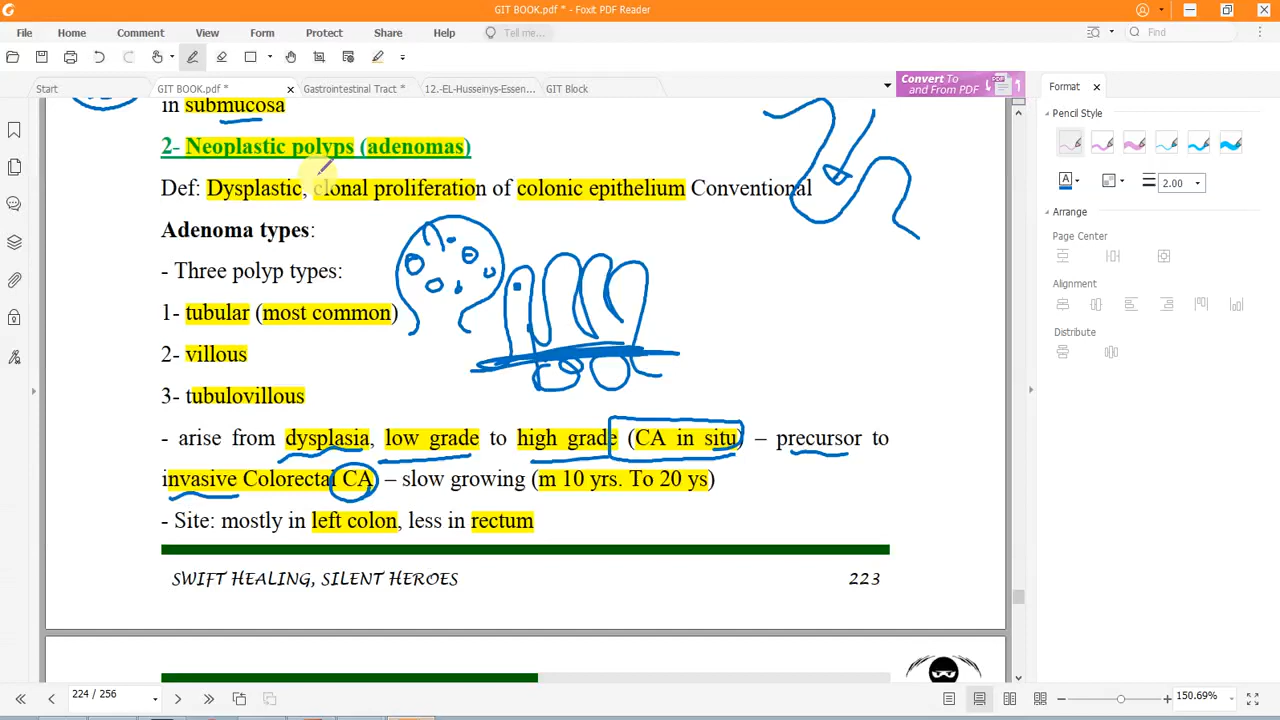 GIT BOOK.pdf * - Foxit PDF Reader
File Home Comment View Form Protect Share Help Tell me... Find
Start GIT BOOK.pdf * Gastrointestinal Tract * 12.-EL-Husseinys-Essen... GIT Block
Convert To and From PDF
in submucosa
2- Neoplastic polyps (adenomas)
Def: Dysplastic, clonal proliferation of colonic epithelium Conventional
Adenoma types:
- Three polyp types:
1- tubular (most common)
2- villous
3- tubulovillous
- arise from dysplasia, low grade to high grade (CA in situ) – precursor to
invasive Colorectal CA – slow growing (m 10 yrs. To 20 ys)
- Site: mostly in left colon, less in rectum
SWIFT HEALING, SILENT HEROES 223
Format
Pencil Style
2.00
Arrange
Page Center
Alignment
Distribute
224 / 256
150.69%